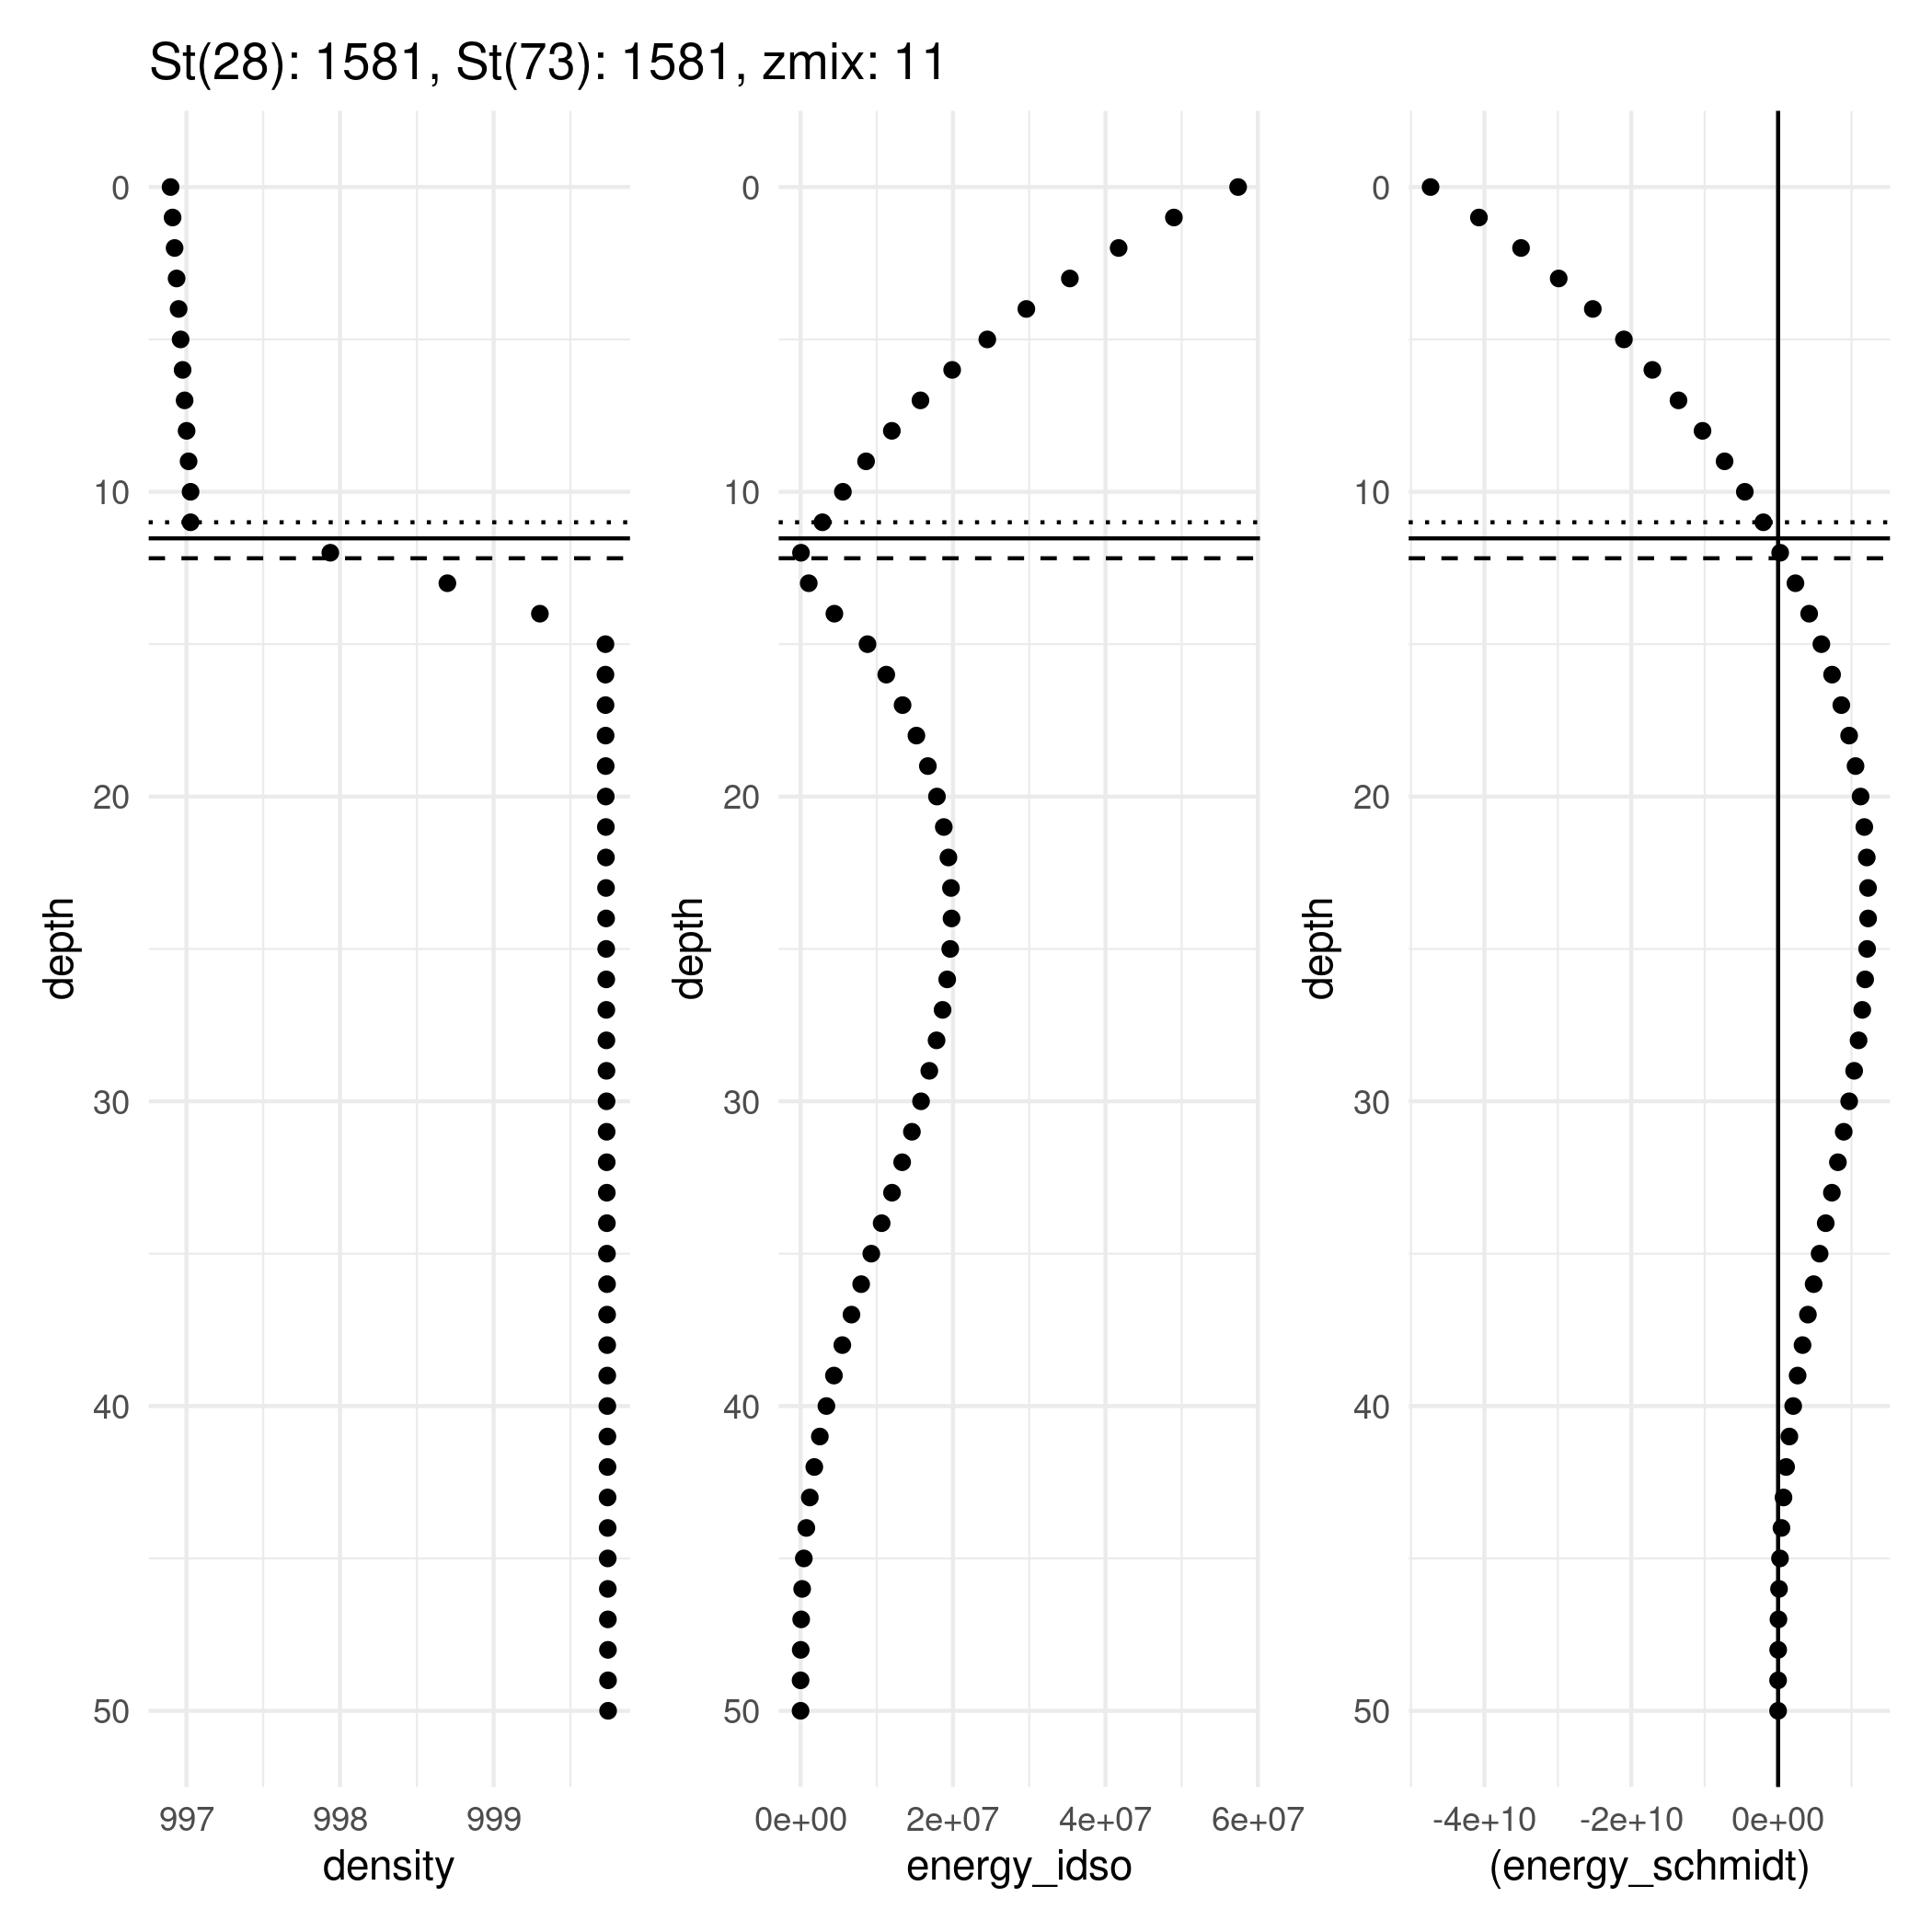 St(28): 1581, St(73): 1581, zmix: 11
0
10
20
30
40
50
depth
997 998 999
density
0
10
20
30
40
50
depth
0e+00 2e+07 4e+07 6e+07
energy_idso
0
10
20
30
40
50
depth
-4e+10 -2e+10 0e+00
(energy_schmidt)